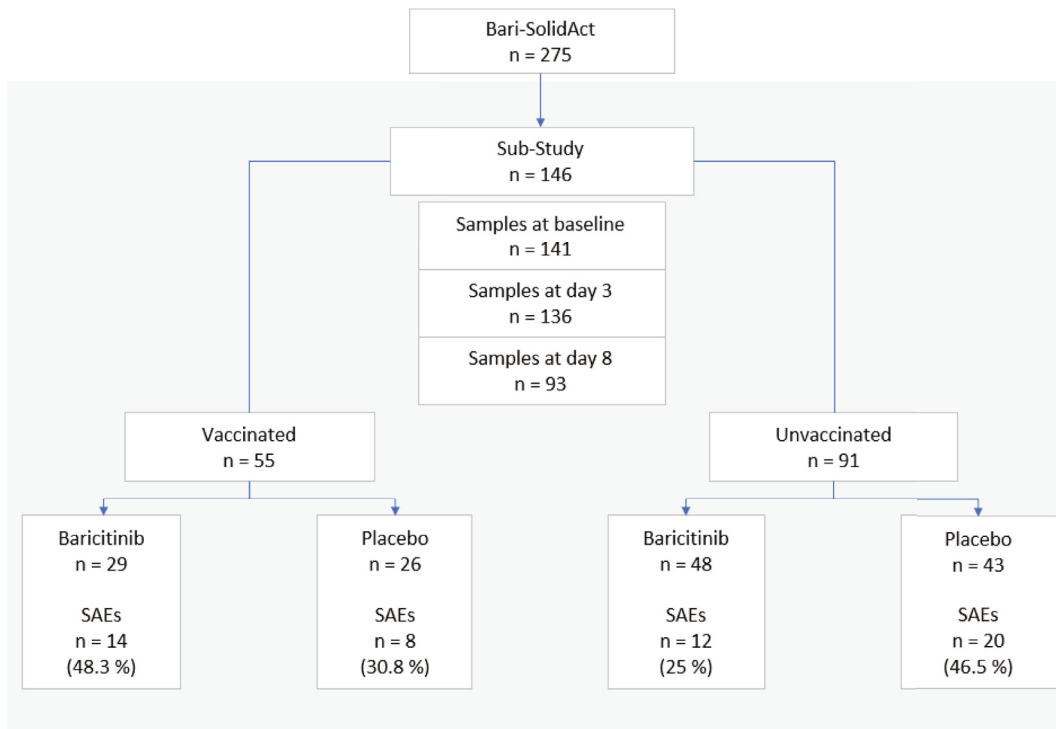 Bari-SolidAct
n = 275
Sub-Study
n = 146
Samples at baseline
n = 141
Samples at day 3
n = 136
Samples at day 8
n = 93
Vaccinated
n = 55
Unvaccinated
n = 91
Baricitinib
n = 29
SAEs
n = 14
(48.3 %)
Placebo
n = 26
SAEs
n = 8
(30.8 %)
Baricitinib
n = 48
SAEs
n = 12
(25 %)
Placebo
n = 43
SAEs
n = 20
(46.5 %)